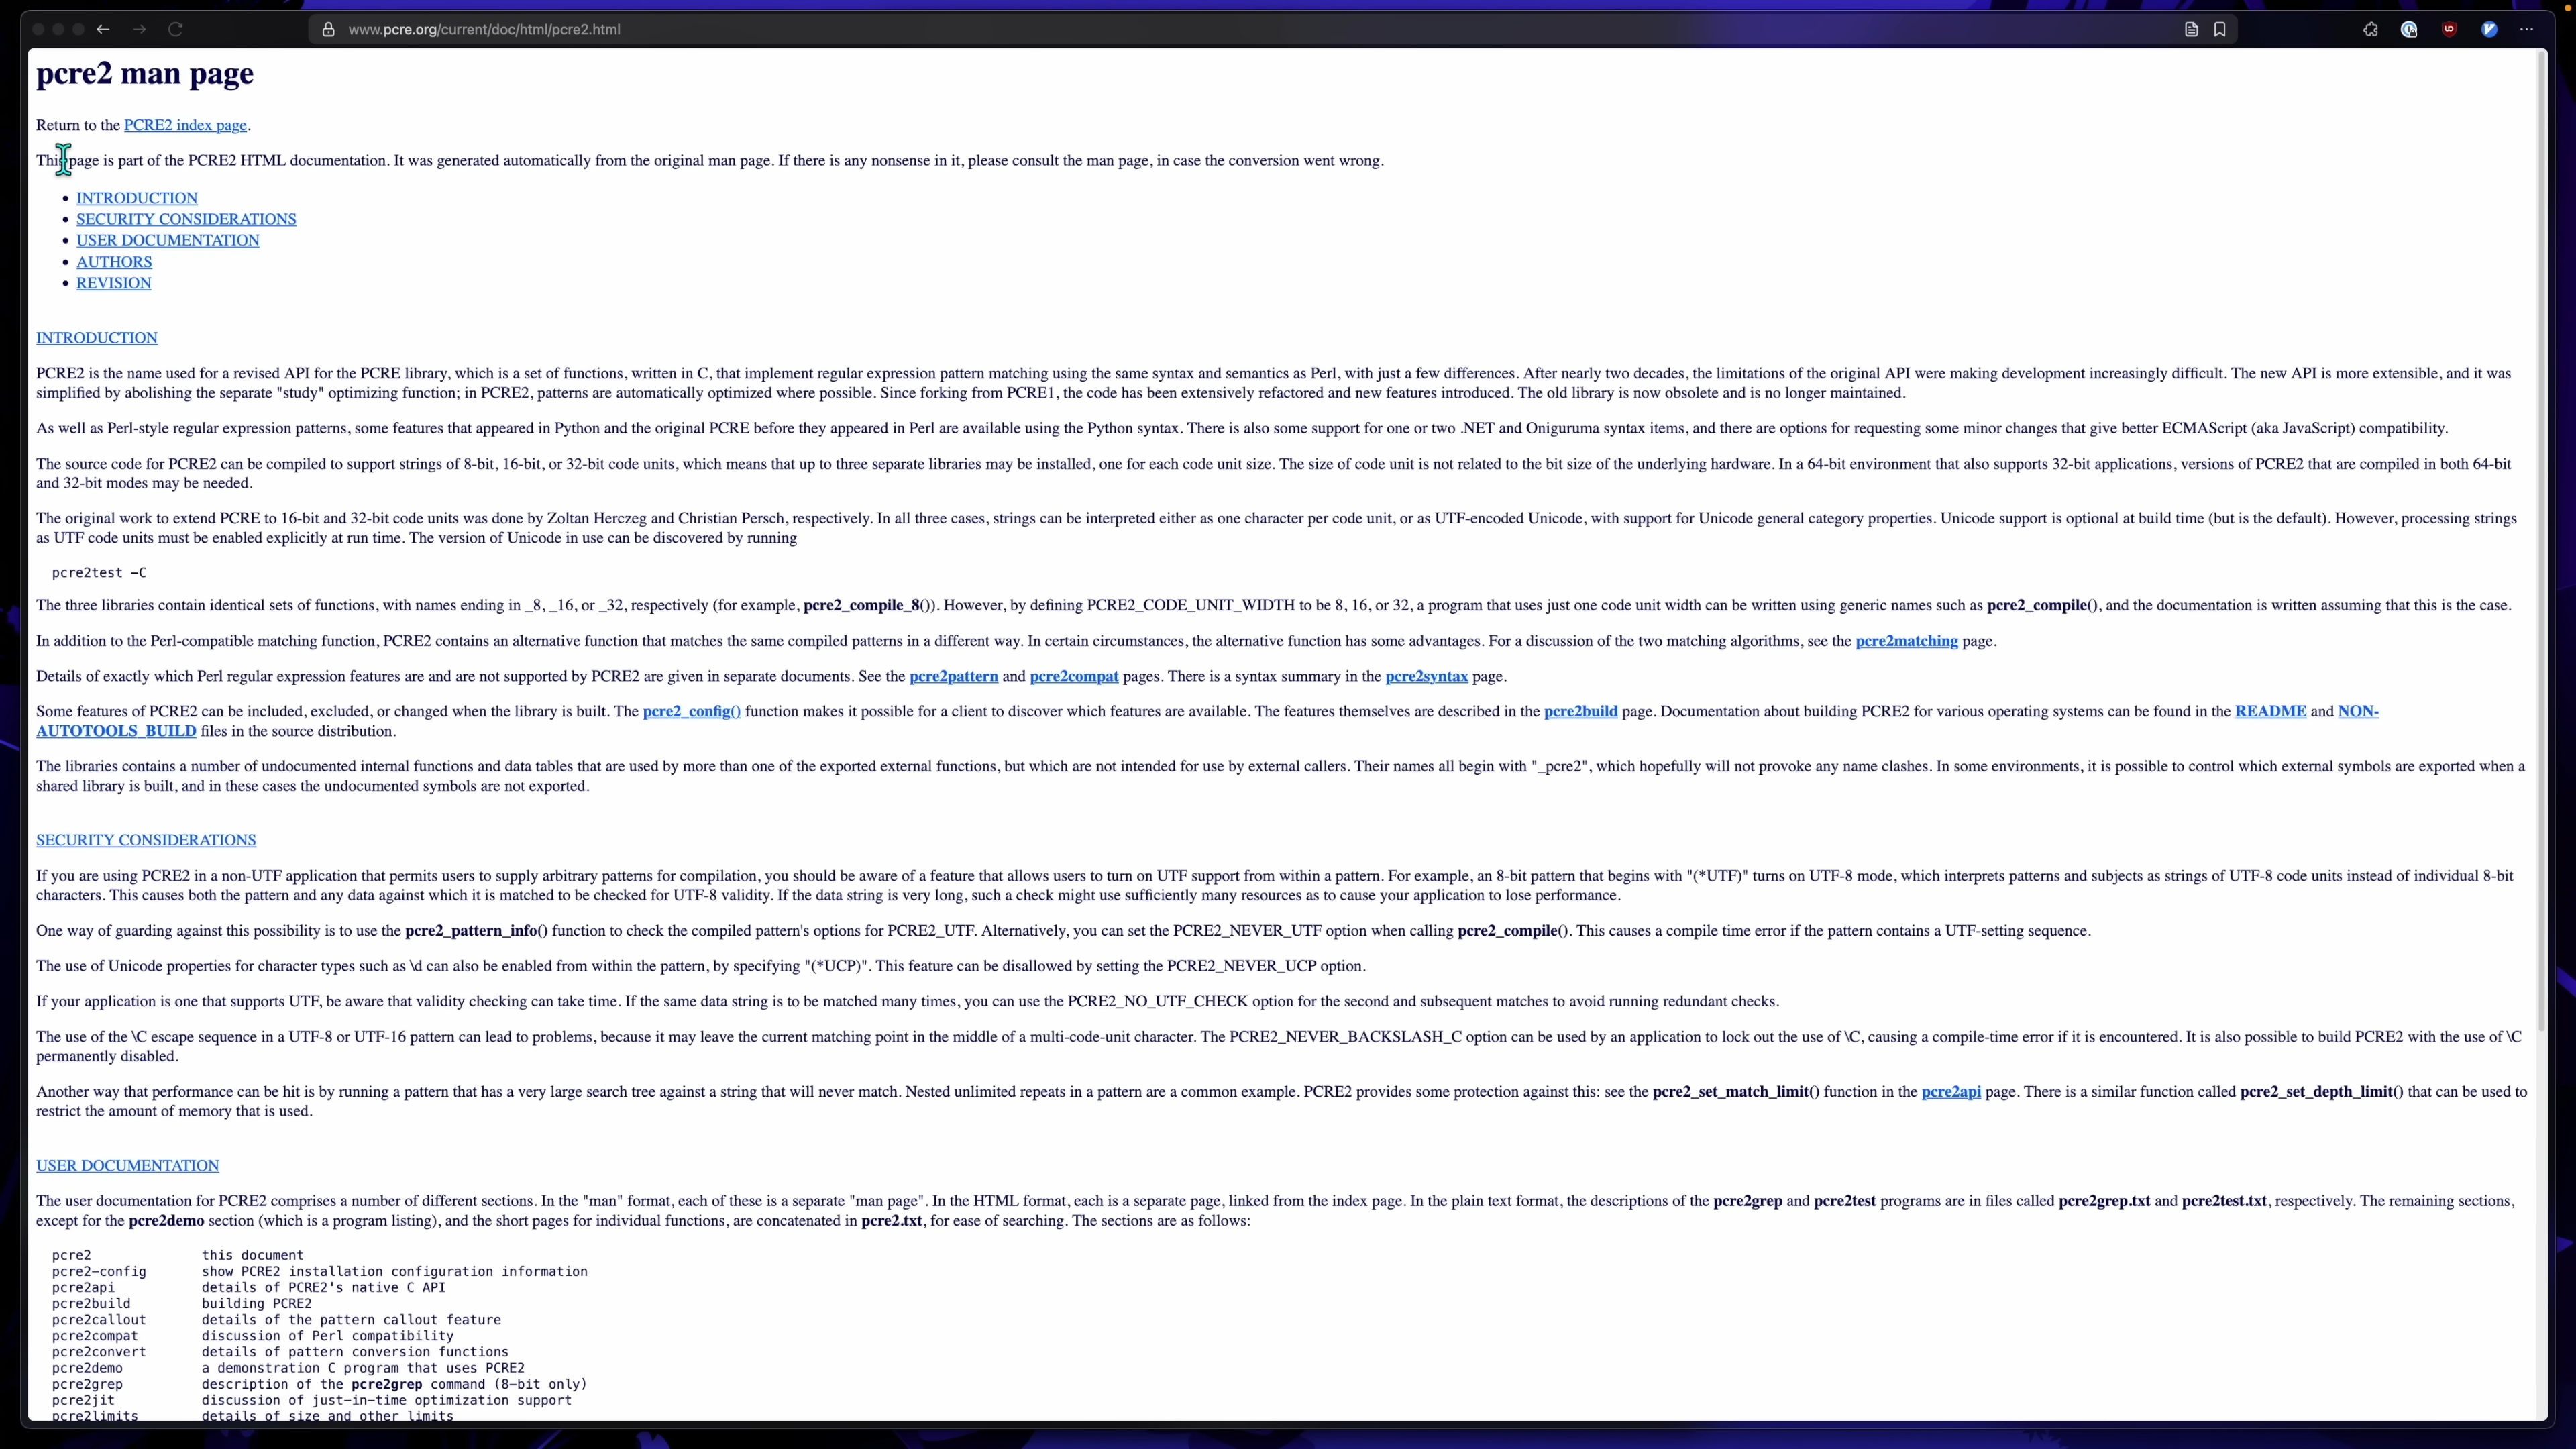 www.pcre.org/current/doc/html/pcre2.html
pcre2 man page
Return to the PCRE2 index page.
This page is part of the PCRE2 HTML documentation. It was generated automatically from the original man page. If there is any nonsense in it, please consult the man page, in case the conversion went wrong.
• INTRODUCTION
• SECURITY CONSIDERATIONS
• USER DOCUMENTATION
• AUTHORS
• REVISION
INTRODUCTION
PCRE2 is the name used for a revised API for the PCRE library, which is a set of functions, written in C, that implement regular expression pattern matching using the same syntax and semantics as Perl, with just a few differences. After nearly two decades, the limitations of the original API were making development increasingly difficult. The new API is more extensible, and it was
simplified by abolishing the separate "study" optimizing function; in PCRE2, patterns are automatically optimized where possible. Since forking from PCRE1, the code has been extensively refactored and new features introduced. The old library is now obsolete and is no longer maintained.
As well as Perl-style regular expression patterns, some features that appeared in Python and the original PCRE before they appeared in Perl are available using the Python syntax. There is also some support for one or two .NET and Oniguruma syntax items, and there are options for requesting some minor changes that give better ECMAScript (aka JavaScript) compatibility.
The source code for PCRE2 can be compiled to support strings of 8-bit, 16-bit, or 32-bit code units, which means that up to three separate libraries may be installed, one for each code unit size. The size of code unit is not related to the bit size of the underlying hardware. In a 64-bit environment that also supports 32-bit applications, versions of PCRE2 that are compiled in both 64-bit
and 32-bit modes may be needed.
The original work to extend PCRE to 16-bit and 32-bit code units was done by Zoltan Herczeg and Christian Persch, respectively. In all three cases, strings can be interpreted either as one character per code unit, or as UTF-encoded Unicode, with support for Unicode general category properties. Unicode support is optional at build time (but is the default). However, processing strings
as UTF code units must be enabled explicitly at run time. The version of Unicode in use can be discovered by running
pcre2test -C
The three libraries contain identical sets of functions, with names ending in _8, _16, or _32, respectively (for example, pcre2_compile_8()). However, by defining PCRE2_CODE_UNIT_WIDTH to be 8, 16, or 32, a program that uses just one code unit width can be written using generic names such as pcre2_compile(), and the documentation is written assuming that this is the case.
In addition to the Perl-compatible matching function, PCRE2 contains an alternative function that matches the same compiled patterns in a different way. In certain circumstances, the alternative function has some advantages. For a discussion of the two matching algorithms, see the pcre2matching page.
Details of exactly which Perl regular expression features are and are not supported by PCRE2 are given in separate documents. See the pcre2pattern and pcre2compat pages. There is a syntax summary in the pcre2syntax page.
Some features of PCRE2 can be included, excluded, or changed when the library is built. The pcre2_config() function makes it possible for a client to discover which features are available. The features themselves are described in the pcre2build page. Documentation about building PCRE2 for various operating systems can be found in the README and NON-
AUTOTOOLS_BUILD files in the source distribution.
The libraries contains a number of undocumented internal functions and data tables that are used by more than one of the exported external functions, but which are not intended for use by external callers. Their names all begin with "_pcre2", which hopefully will not provoke any name clashes. In some environments, it is possible to control which external symbols are exported when a
shared library is built, and in these cases the undocumented symbols are not exported.
SECURITY CONSIDERATIONS
If you are using PCRE2 in a non-UTF application that permits users to supply arbitrary patterns for compilation, you should be aware of a feature that allows users to turn on UTF support from within a pattern. For example, an 8-bit pattern that begins with "(*UTF)" turns on UTF-8 mode, which interprets patterns and subjects as strings of UTF-8 code units instead of individual 8-bit
characters. This causes both the pattern and any data against which it is matched to be checked for UTF-8 validity. If the data string is very long, such a check might use sufficiently many resources as to cause your application to lose performance.
One way of guarding against this possibility is to use the pcre2_pattern_info() function to check the compiled pattern's options for PCRE2_UTF. Alternatively, you can set the PCRE2_NEVER_UTF option when calling pcre2_compile(). This causes a compile time error if the pattern contains a UTF-setting sequence.
The use of Unicode properties for character types such as \d can also be enabled from within the pattern, by specifying "(*UCP)". This feature can be disallowed by setting the PCRE2_NEVER_UCP option.
If your application is one that supports UTF, be aware that validity checking can take time. If the same data string is to be matched many times, you can use the PCRE2_NO_UTF_CHECK option for the second and subsequent matches to avoid running redundant checks.
The use of the \C escape sequence in a UTF-8 or UTF-16 pattern can lead to problems, because it may leave the current matching point in the middle of a multi-code-unit character. The PCRE2_NEVER_BACKSLASH_C option can be used by an application to lock out the use of \C, causing a compile-time error if it is encountered. It is also possible to build PCRE2 with the use of \C
permanently disabled.
Another way that performance can be hit is by running a pattern that has a very large search tree against a string that will never match. Nested unlimited repeats in a pattern are a common example. PCRE2 provides some protection against this: see the pcre2_set_match_limit() function in the pcre2api page. There is a similar function called pcre2_set_depth_limit() that can be used to
restrict the amount of memory that is used.
USER DOCUMENTATION
The user documentation for PCRE2 comprises a number of different sections. In the "man" format, each of these is a separate "man page". In the HTML format, each is a separate page, linked from the index page. In the plain text format, the descriptions of the pcre2grep and pcre2test programs are in files called pcre2grep.txt and pcre2test.txt, respectively. The remaining sections,
except for the pcre2demo section (which is a program listing), and the short pages for individual functions, are concatenated in pcre2.txt, for ease of searching. The sections are as follows:
pcre2 this document
pcre2-config show PCRE2 installation configuration information
pcre2api details of PCRE2's native C API
pcre2build building PCRE2
pcre2callout details of the pattern callout feature
pcre2compat discussion of Perl compatibility
pcre2convert details of pattern conversion functions
pcre2demo a demonstration C program that uses PCRE2
pcre2grep description of the pcre2grep command (8-bit only)
pcre2jit discussion of just-in-time optimization support
pcre2limits details of size and other limits